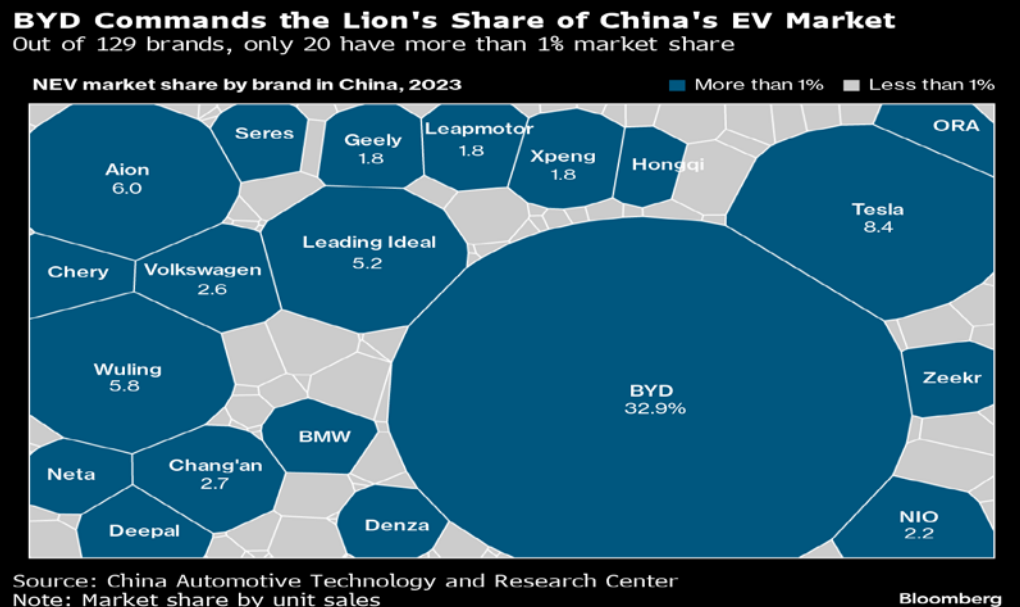 BYD Commands the Lion's Share of China's EV Market
Out of 129 brands, only 20 have more than 1% market share
NEV market share by brand in China, 2023
More than 1%
Less than 1%
Aion
6.0
Seres
Geely
1.8
Leapmotor
1.8
Xpeng
1.8
Hongqi
ORA
Tesla
8.4
Leading Ideal
5.2
Chery
Volkswagen
2.6
Wuling
5.8
BYD
32.9%
Zeekr
BMW
Neta
Chang'an
2.7
Deepal
Denza
NIO
2.2
Source: China Automotive Technology and Research Center
Note: Market share by unit sales
Bloomberg